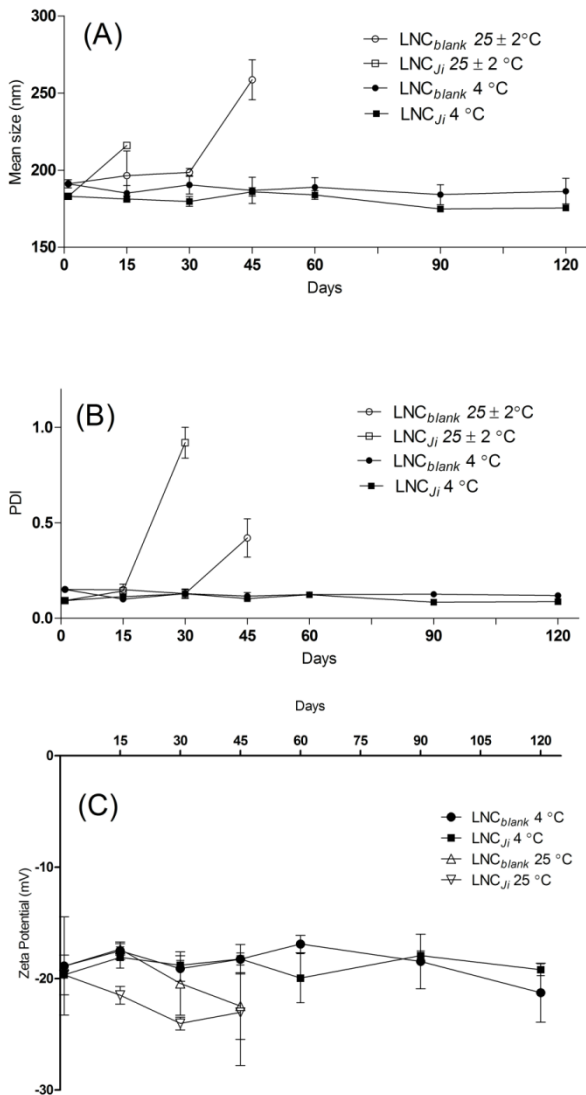 (A)
LNCblank 25 ± 2°C
LNCJi 25 ± 2 °C
LNCblank 4 °C
LNCJi 4 °C
Mean size (nm)
300
250
200
150
0 15 30 45 60 90 120
Days
(B)
LNCblank 25 ± 2°C
LNCJi 25 ± 2 °C
LNCblank 4 °C
LNCJi 4 °C
PDI
1.0
0.5
0.0
0 15 30 45 60 90 120
Days
Days
15 30 45 60 75 90 105 120
(C)
LNCblank 4 °C
LNCJi 4 °C
LNCblank 25 °C
LNCJi 25 °C
Zeta Potential (mV)
0
-10
-20
-30